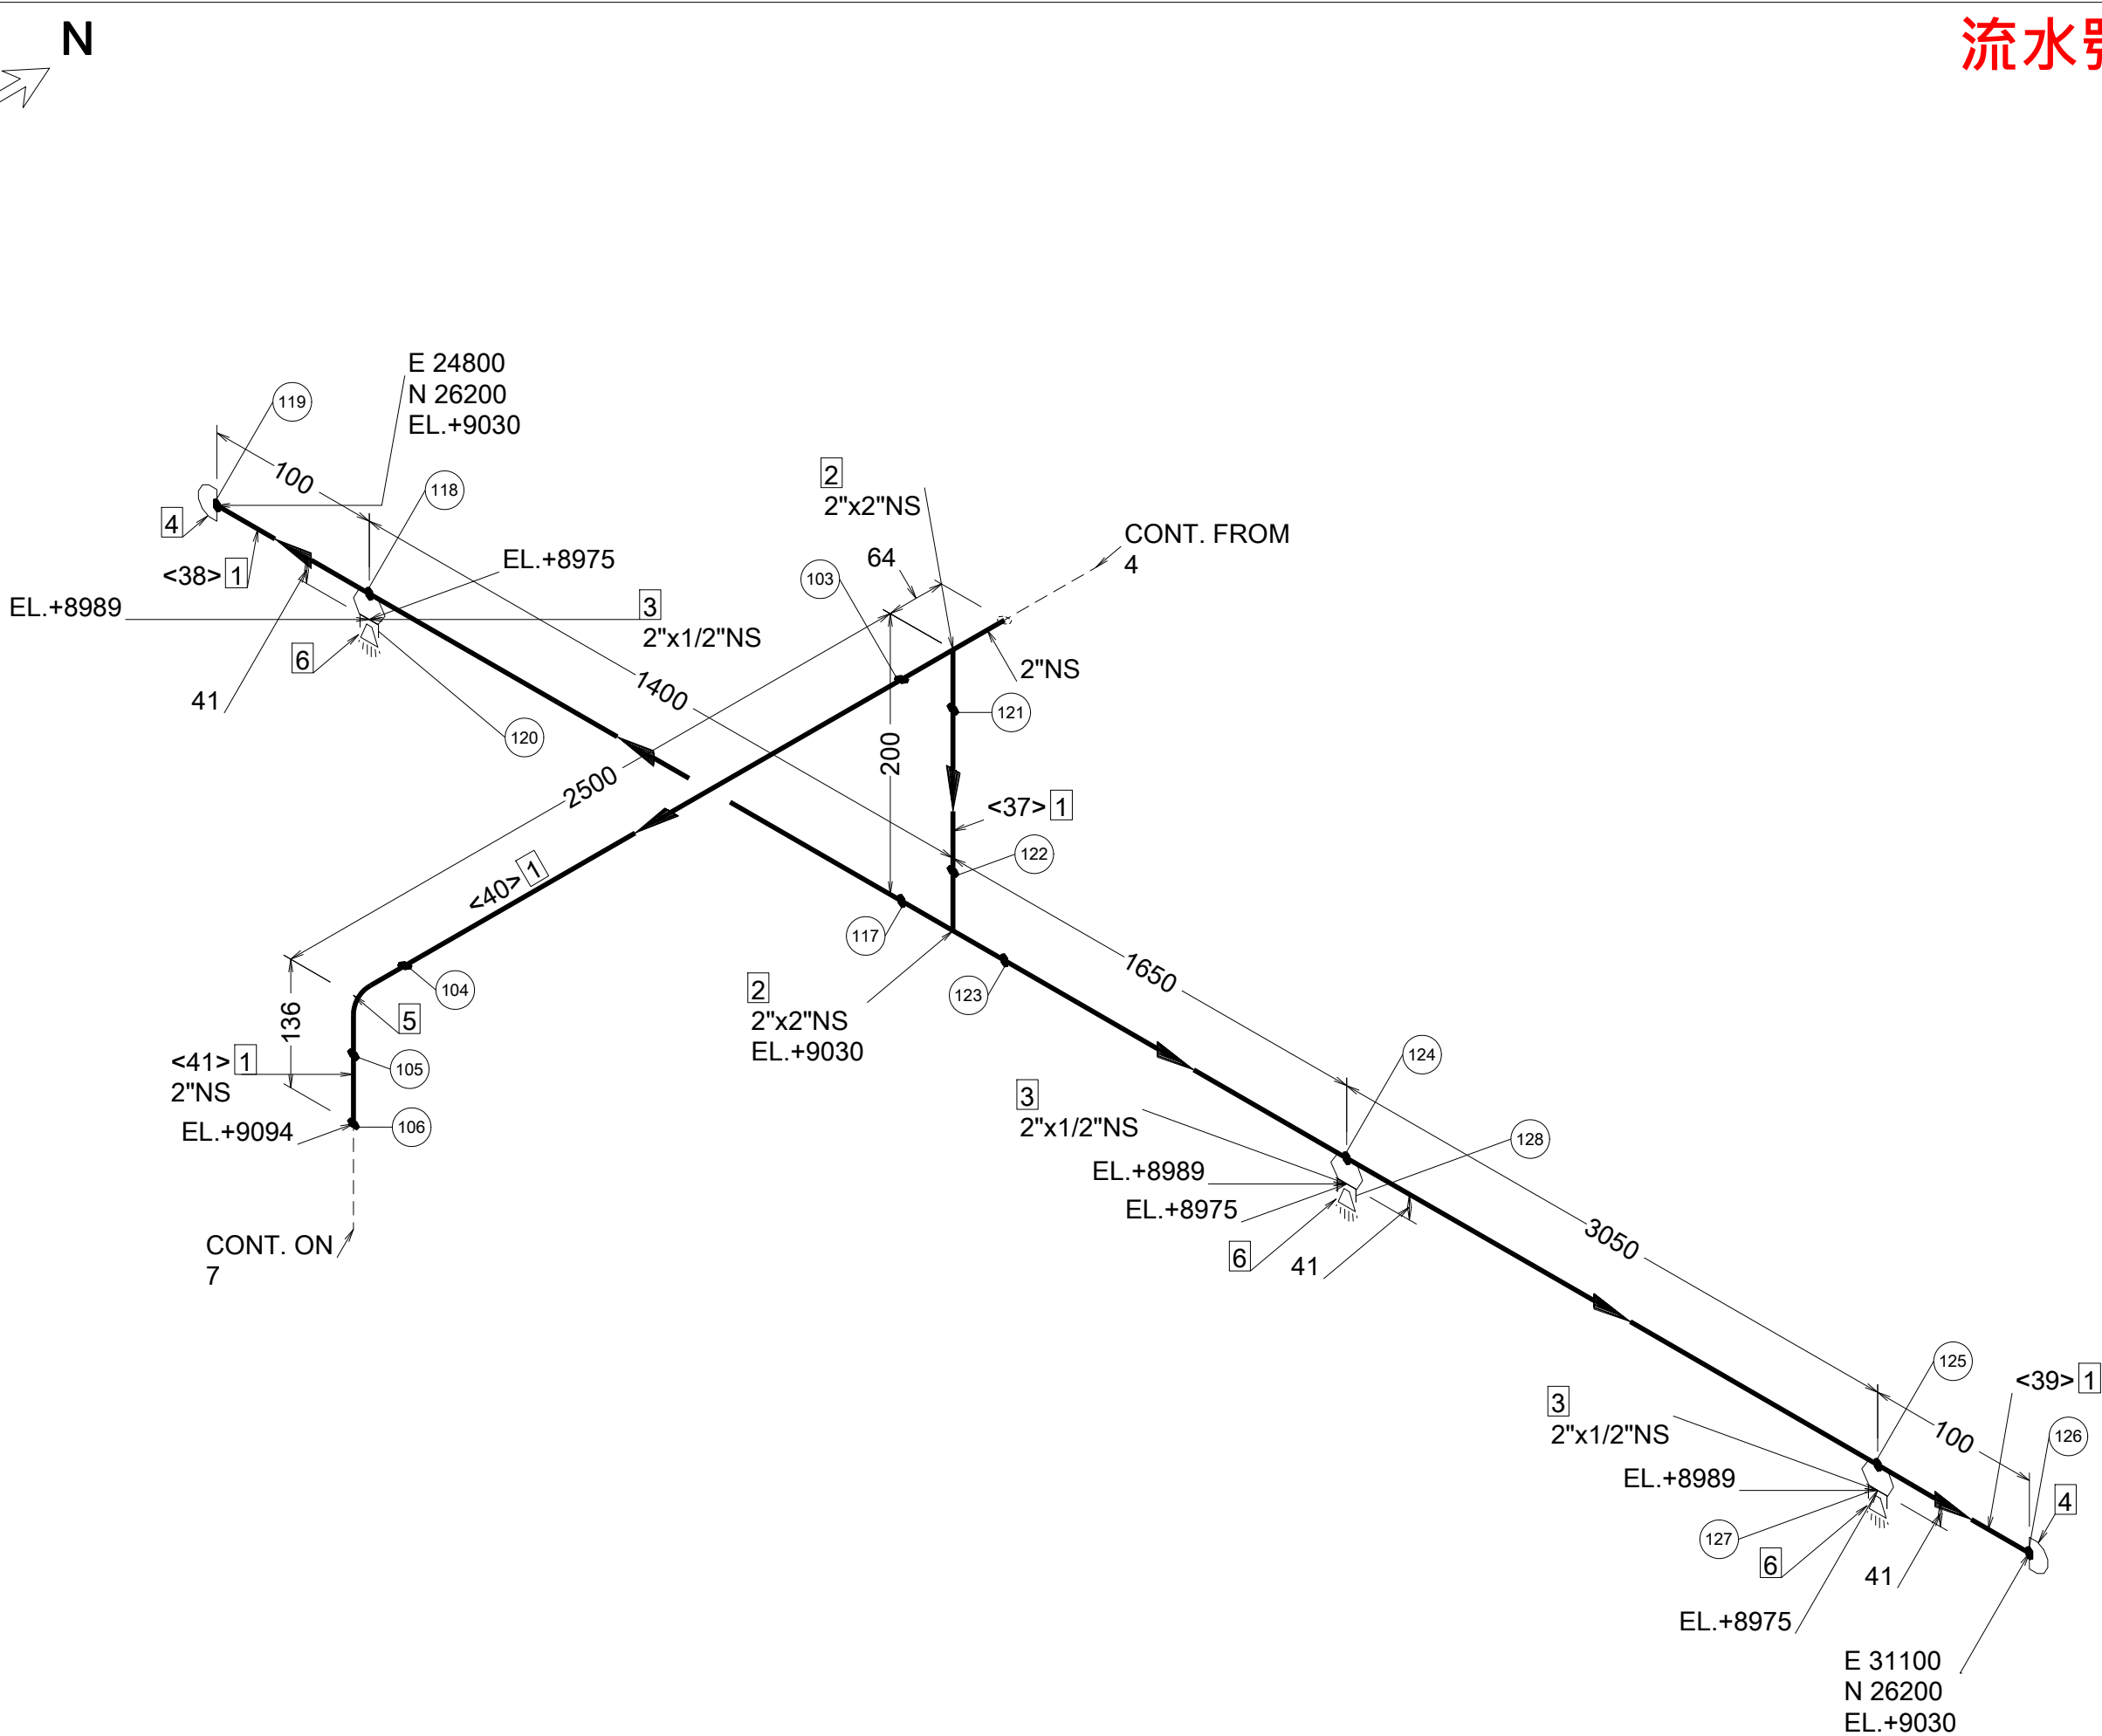 N
流水號
E 24800
N 26200
EL.+9030
119
100
118
4
<38> 1
EL.+8975
EL.+8989
3
2"x1/2"NS
6
41
120
1400
2
2"x2"NS
64
103
CONT. FROM
4
2"NS
121
200
2500
<37> 1
122
<40> 1
117
123
1650
104
136
5
2
2"x2"NS
EL.+9030
<41> 1
2"NS
105
EL.+9094
106
CONT. ON
7
124
3
2"x1/2"NS
128
EL.+8989
EL.+8975
6
41
3050
125
<39> 1
3
2"x1/2"NS
100
126
EL.+8989
4
127
6
41
EL.+8975
E 31100
N 26200
EL.+9030